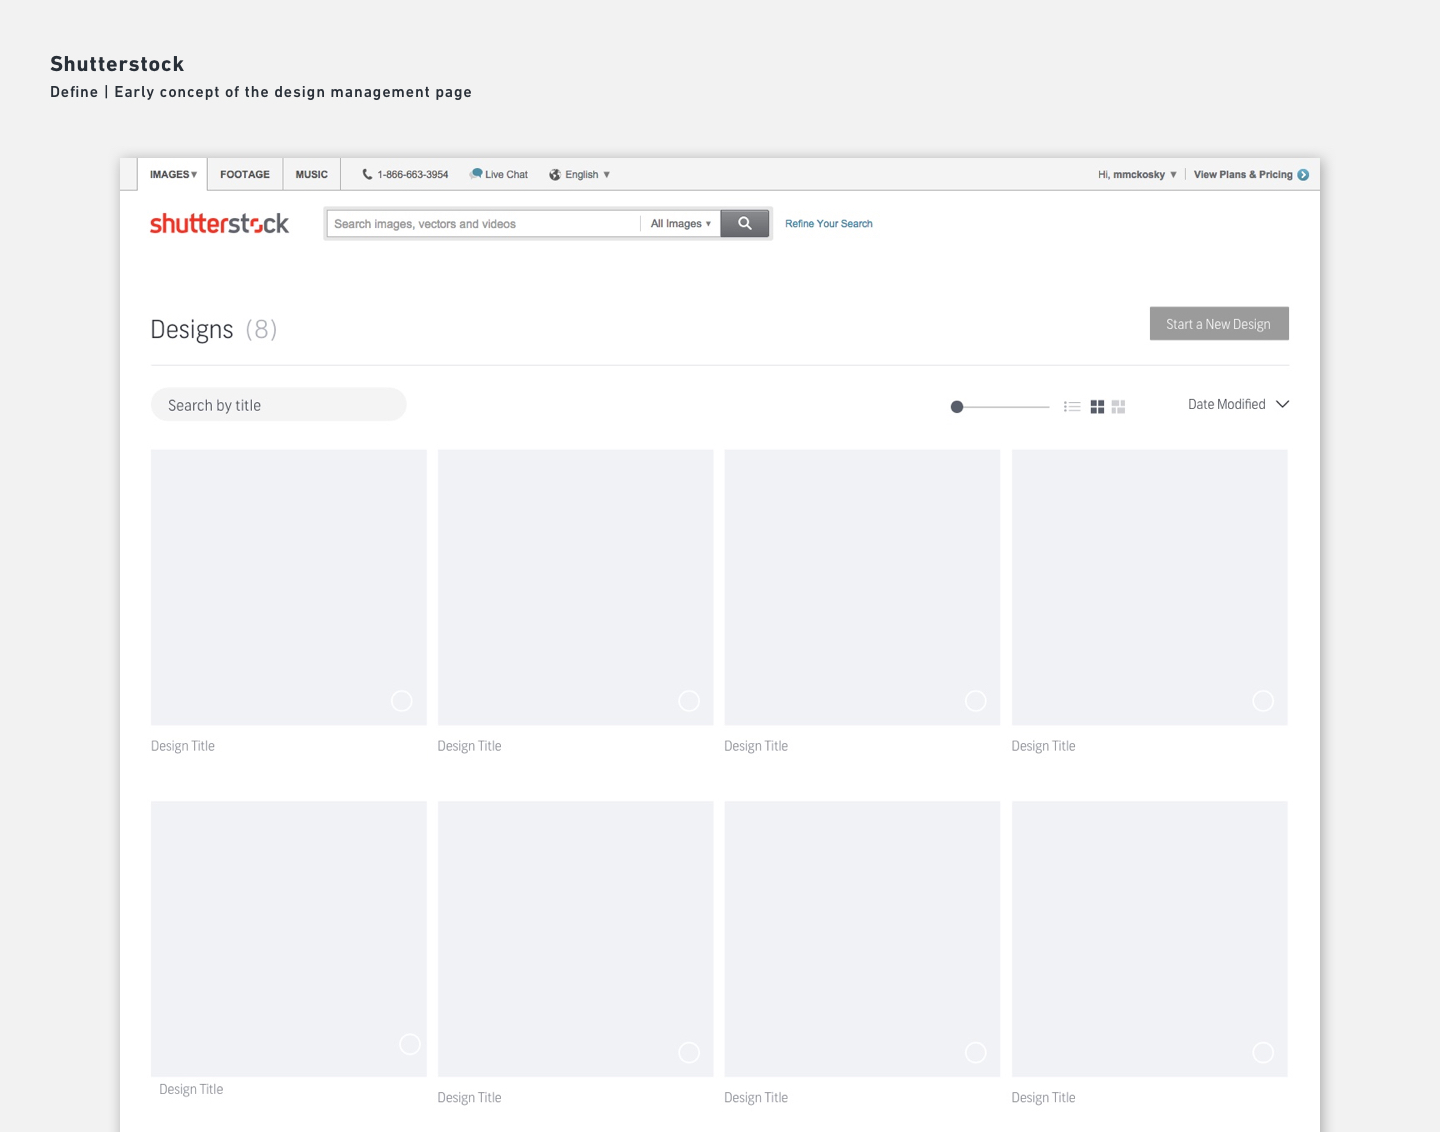 Shutterstock
Define | Early concept of the design management page
IMAGES▾ FOOTAGE MUSIC 1-866-663-3954 Live Chat English ▼ Hi, mmckosky ▼ View Plans & Pricing
shutterstock Search images, vectors and videos All Images ▾ Refine Your Search
Designs (8) Start a New Design
Search by title Date Modified
Design Title Design Title Design Title Design Title
Design Title Design Title Design Title Design Title